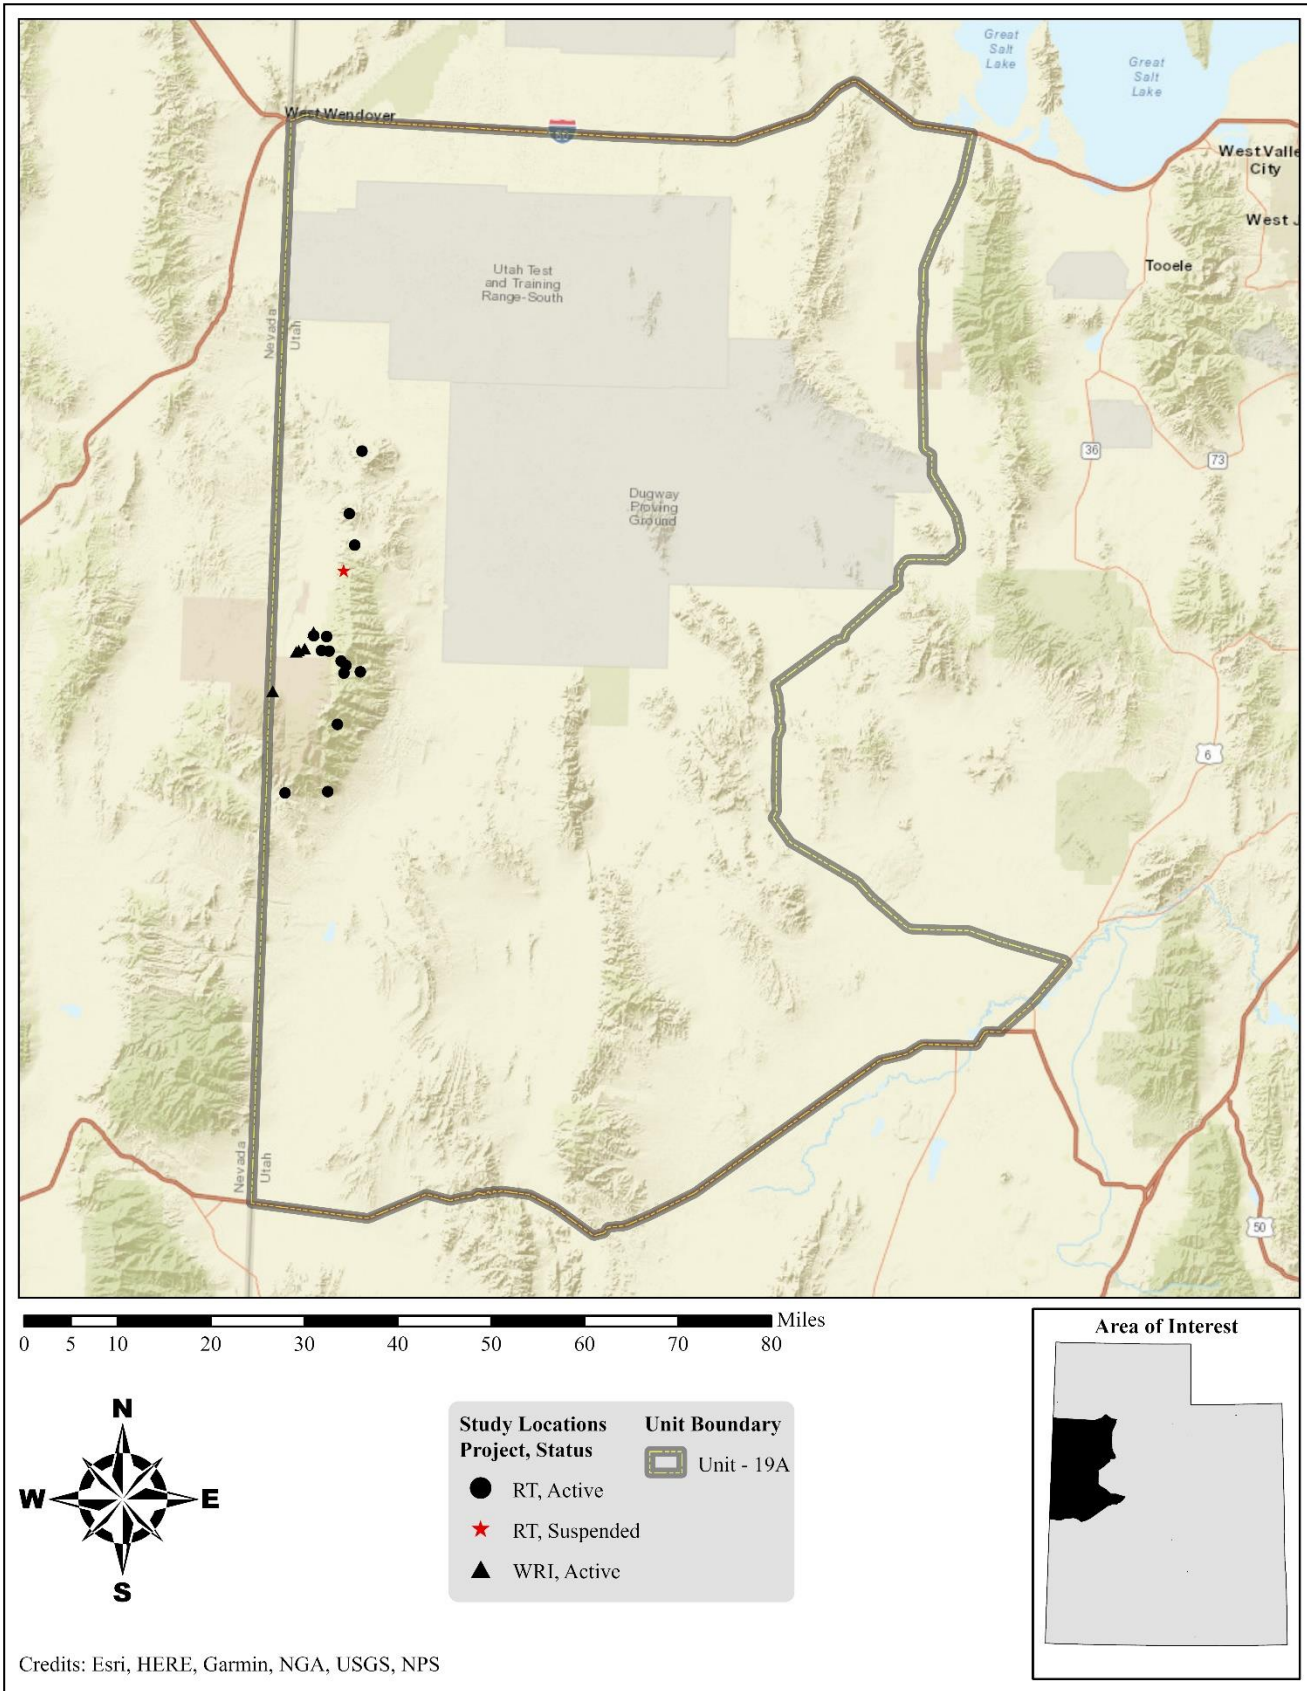 Great
Salt
Lake
Great
Salt
Lake
West Wendover
80
West Valle
City
West J
Tooele
Utah Test
and Training
Range-South
Nevada
Utah
36
73
Dugway
Proving
Ground
6
Nevada
Utah
50
Miles
0 5 10 20 30 40 50 60 70 80
Area of Interest
N
W E
S
Study Locations
Project, Status
RT, Active
RT, Suspended
WRI, Active
Unit Boundary
Unit - 19A
Credits: Esri, HERE, Garmin, NGA, USGS, NPS